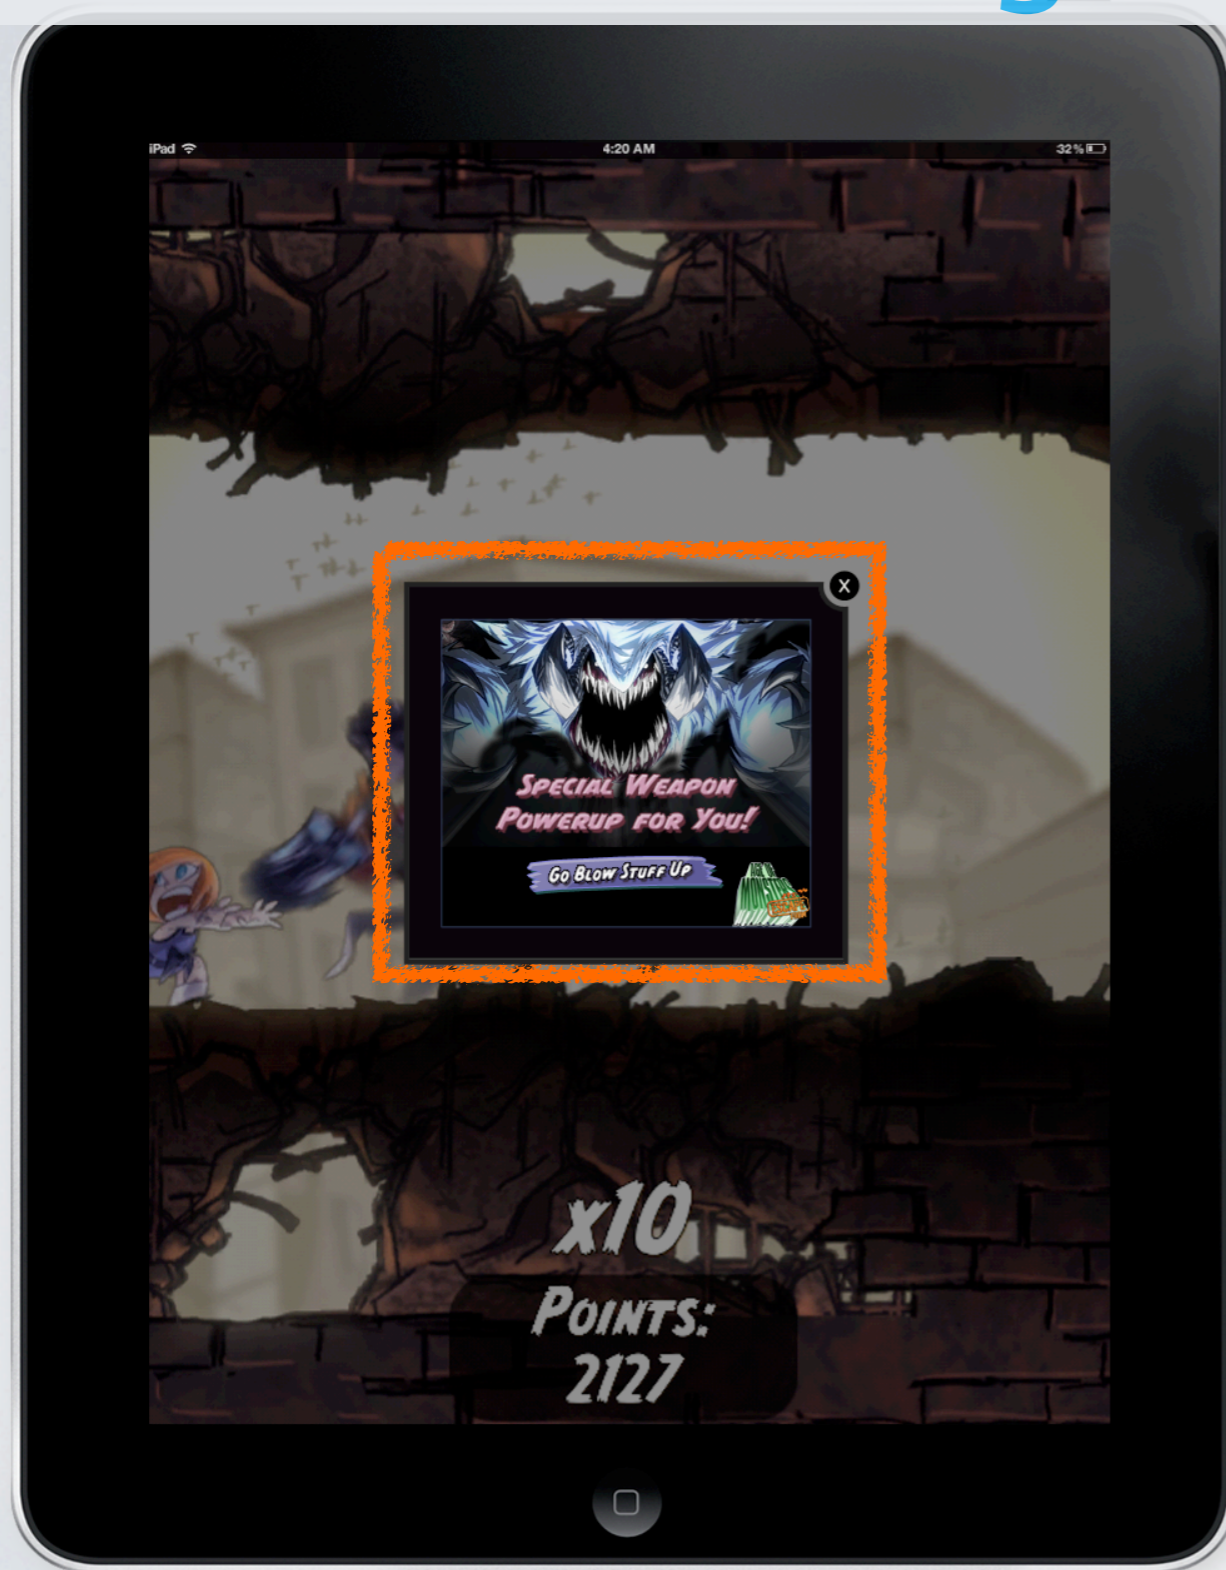 iPad 4:20 AM 32%
X
SPECIAL WEAPON
POWERUP FOR YOU!
GO BLOW STUFF UP
x10
POINTS:
2127